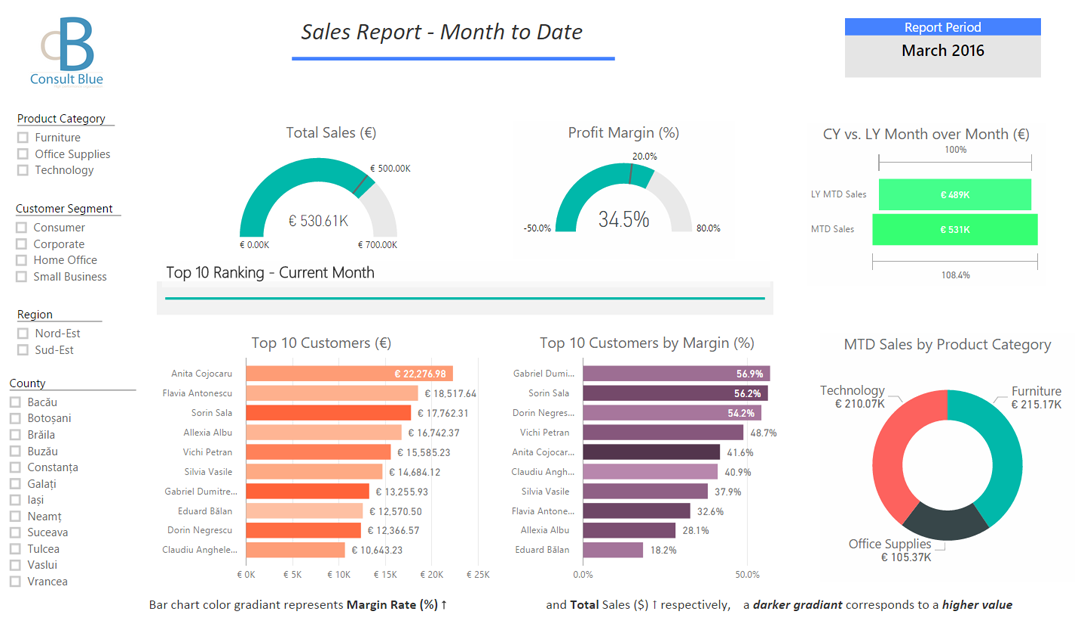 Sales Report - Month to Date
Report Period
March 2016
B
Consult Blue
Product Category
Furniture
Office Supplies
Technology
Customer Segment
Consumer
Corporate
Home Office
Small Business
Region
Nord-Est
Sud-Est
County
Bacău
Botoșani
Brăila
Buzău
Constanța
Galați
Iași
Neamț
Suceava
Tulcea
Vaslui
Vrancea
Total Sales (€)
€ 500.00K
€ 530.61K
€ 0.00K
€ 700.00K
Profit Margin (%)
20.0%
34.5%
-50.0%
80.0%
CY vs. LY Month over Month (€)
100%
LY MTD Sales
€ 489K
MTD Sales
€ 531K
108.4%
Top 10 Ranking - Current Month
Top 10 Customers (€)
Anita Cojocaru € 22,276.98
Flavia Antonescu € 18,517.64
Sorin Sala € 17,762.31
Allexia Albu € 16,742.37
Vichi Petran € 15,585.23
Silvia Vasile € 14,684.12
Gabriel Dumitre... € 13,255.93
Eduard Bălan € 12,570.50
Dorin Negrescu € 12,366.57
Claudiu Anghele... € 10,643.23
€ 0K € 5K € 10K € 15K € 20K € 25K
Top 10 Customers by Margin (%)
Gabriel Dumi... 56.9%
Sorin Sala 56.2%
Dorin Negres... 54.2%
Vichi Petran 48.7%
Anita Cojocar... 41.6%
Claudiu Angh... 40.9%
Silvia Vasile 37.9%
Flavia Antone... 32.6%
Allexia Albu 28.1%
Eduard Bălan 18.2%
0.0% 50.0%
MTD Sales by Product Category
Technology
€ 210.07K
Furniture
€ 215.17K
Office Supplies
€ 105.37K
Bar chart color gradiant represents Margin Rate (%) ↑ and Total Sales ($) ↑ respectively, a darker gradiant corresponds to a higher value